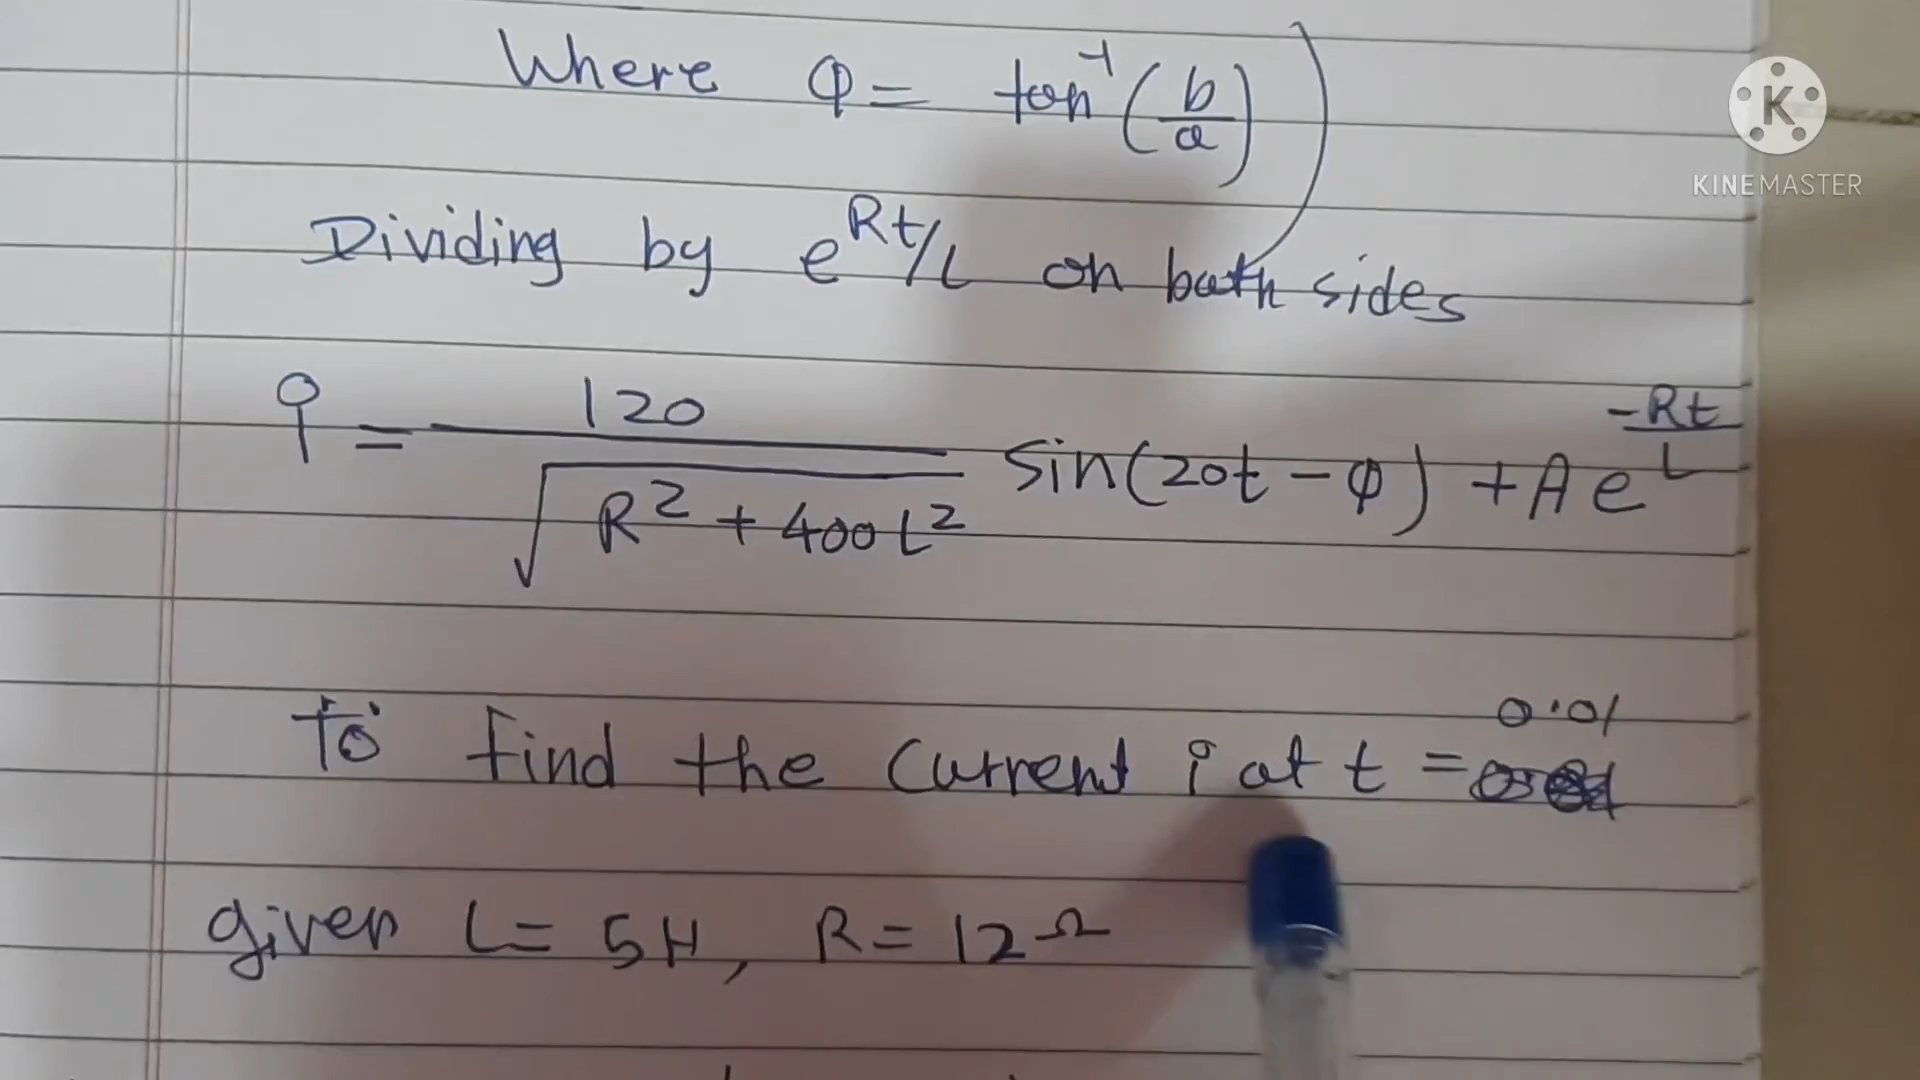 Where φ = tan⁻¹(b/a))
K
KINEMASTER
Dividing by e^Rt/L on both sides
i = 120/√(R² + 400L²) sin(20t - φ) + A e^(-Rt/L)
To find the current i at t = 0.01
given L = 5H, R = 12Ω